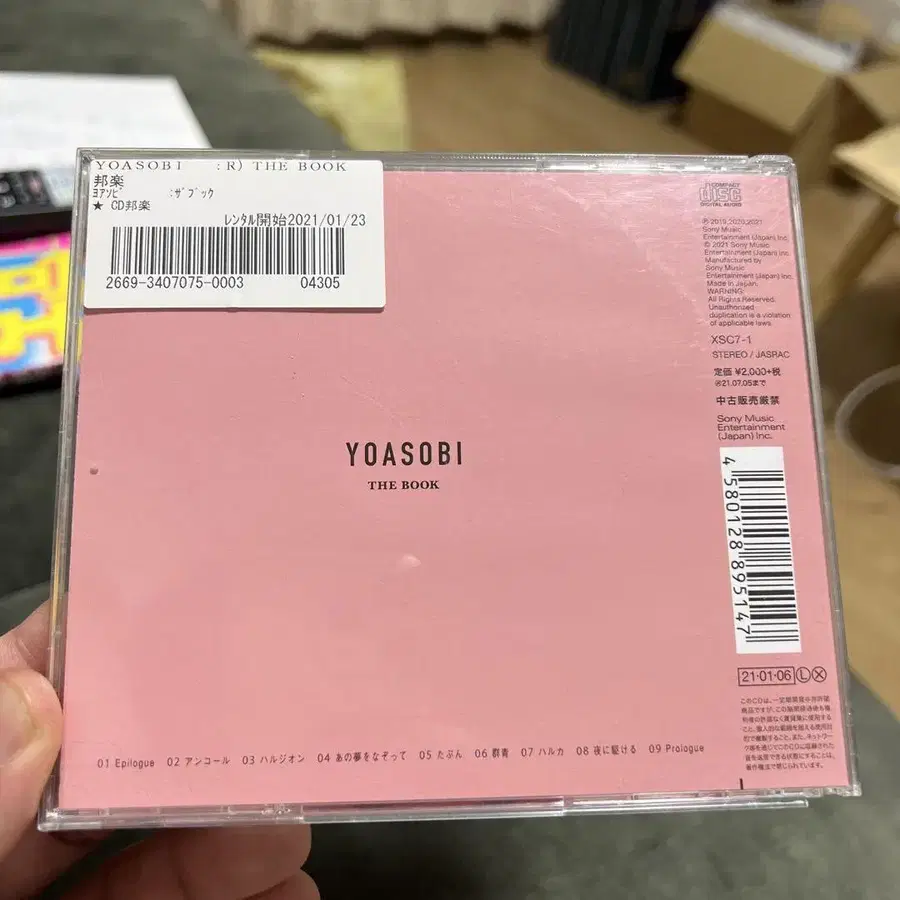 YOASOBI :R) THE BOOK
邦楽
ヨアソビ :ザブック
★ CD邦楽
レンタル開始2021/01/23
2669-3407075-0003 04305
COMPACT
DISC
DIGITAL AUDIO
℗ 2019,2020,2021
Sony Music
Entertainment (Japan) Inc.
© 2021 Sony Music
Entertainment (Japan) Inc.
Manufactured by
Sony Music
Entertainment (Japan) Inc.
Made in Japan.
WARNING:
All Rights Reserved.
Unauthorized
duplication is a violation
of applicable laws.
XSC7-1
STEREO / JASRAC
定価 ¥2,000+税
21.07.05まで
中古販売厳禁
Sony Music
Entertainment
(Japan) Inc.
4 580128 895147
21·01·06 Ⓛ Ⓧ
YOASOBI
THE BOOK
01 Epilogue 02 アンコール 03 ハルジオン 04 あの夢をなぞって 05 たぶん 06 群青 07 ハルカ 08 夜に駆ける 09 Prologue